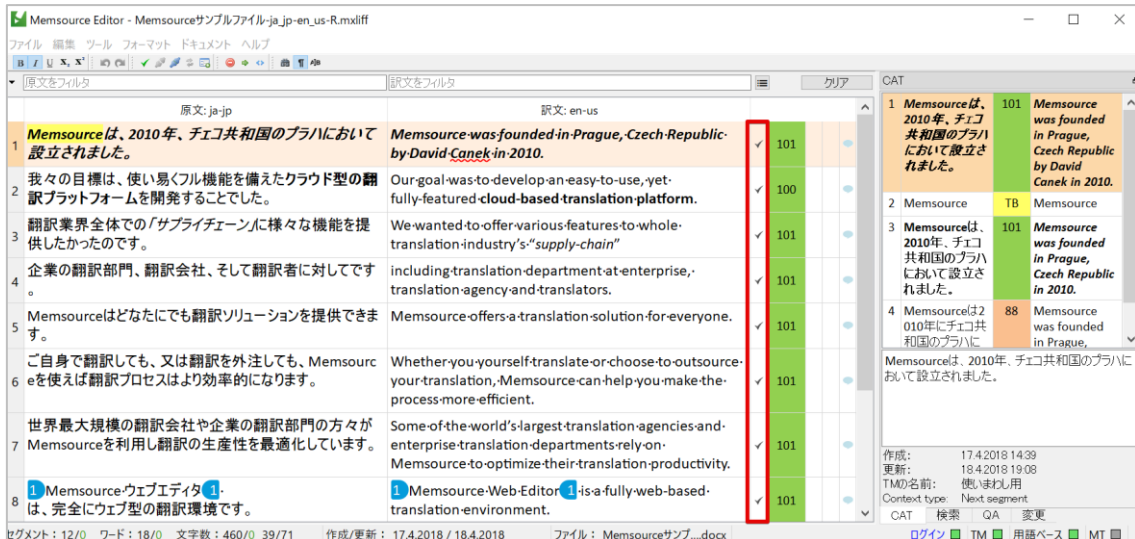 Memsource Editor - Memsourceサンプルファイル-ja_jp-en_us-R.mxliff
ファイル 編集 ツール フォーマット ドキュメント ヘルプ
B I U X, X²
原文をフィルタ 訳文をフィルタ クリア
原文: ja-jp 訳文: en-us
1 Memsourceは、2010年、チェコ共和国のプラハにおいて設立されました。
Memsource·was·founded·in·Prague,·Czech·Republic·
by·David·Canek·in·2010.
101
2 我々の目標は、使い易くフル機能を備えたクラウド型の翻
訳プラットフォームを開発することでした。
Our·goal·was·to·develop·an·easy-to-use,·yet·
fully-featured·cloud-based·translation·platform.
100
3 翻訳業界全体での「サプライチェーン」に様々な機能を提
供したかったのです。
We·wanted·to·offer·various·features·to·whole·
translation·industry's·“supply-chain”
101
4 企業の翻訳部門、翻訳会社、そして翻訳者に対してです
。
including·translation·department·at·enterprise,·
translation·agency·and·translators.
101
5 Memsourceはどなたにでも翻訳ソリューションを提供できま
す。
Memsource·offers·a·translation·solution·for·everyone.
101
6 ご自身で翻訳しても、又は翻訳を外注しても、Memsourc
eを使えば翻訳プロセスはより効率的になります。
Whether·you·yourself·translate·or·choose·to·outsource·
your·translation,·Memsource·can·help·you·make·the·
process·more·efficient.
101
7 世界最大規模の翻訳会社や企業の翻訳部門の方々が
Memsourceを利用し翻訳の生産性を最適化しています。
Some·of·the·world's·largest·translation·agencies·and·
enterprise·translation·departments·rely·on·
Memsource·to·optimize·their·translation·productivity.
101
8 1 Memsource·ウェブエディタ 1 ·
は、完全にウェブ型の翻訳環境です。
1 Memsource·Web·Editor 1 ·is·a·fully·web-based·
translation·environment.
101
CAT
1 Memsourceは、
2010年、チェコ
共和国のプラハ
において設立さ
れました。
101
Memsource
was founded
in Prague,
Czech Republic
by David
Canek in 2010.
2 Memsource TB Memsource
3 Memsourceは、
2010年、チェコ
共和国のプラハ
において設立さ
れました。
101
Memsource
was founded
in Prague,
Czech Republic
in 2010.
4 Memsourceは2
010年にチェコ共
和国のプラハに
88
Memsource
was founded
in Prague,
Memsourceは、2010年、チェコ共和国のプラハに
おいて設立されました。
作成: 17.4.2018 14:39
更新: 18.4.2018 19:08
TMの名前: 使いまわし用
Context type: Next segment
CAT 検索 QA 変更
セグメント: 12/0 ワード: 18/0 文字数: 460/0 39/71 作成/更新: 17.4.2018 / 18.4.2018 ファイル: Memsourceサンプ....docx ログイン TM 用語ベース MT